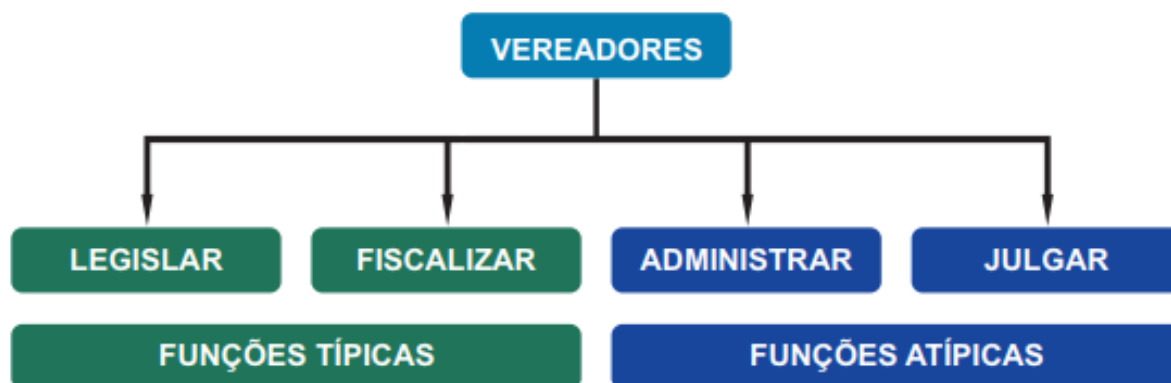 VEREADORES
LEGISLAR
FISCALIZAR
ADMINISTRAR
JULGAR
FUNÇÕES TÍPICAS
FUNÇÕES ATÍPICAS